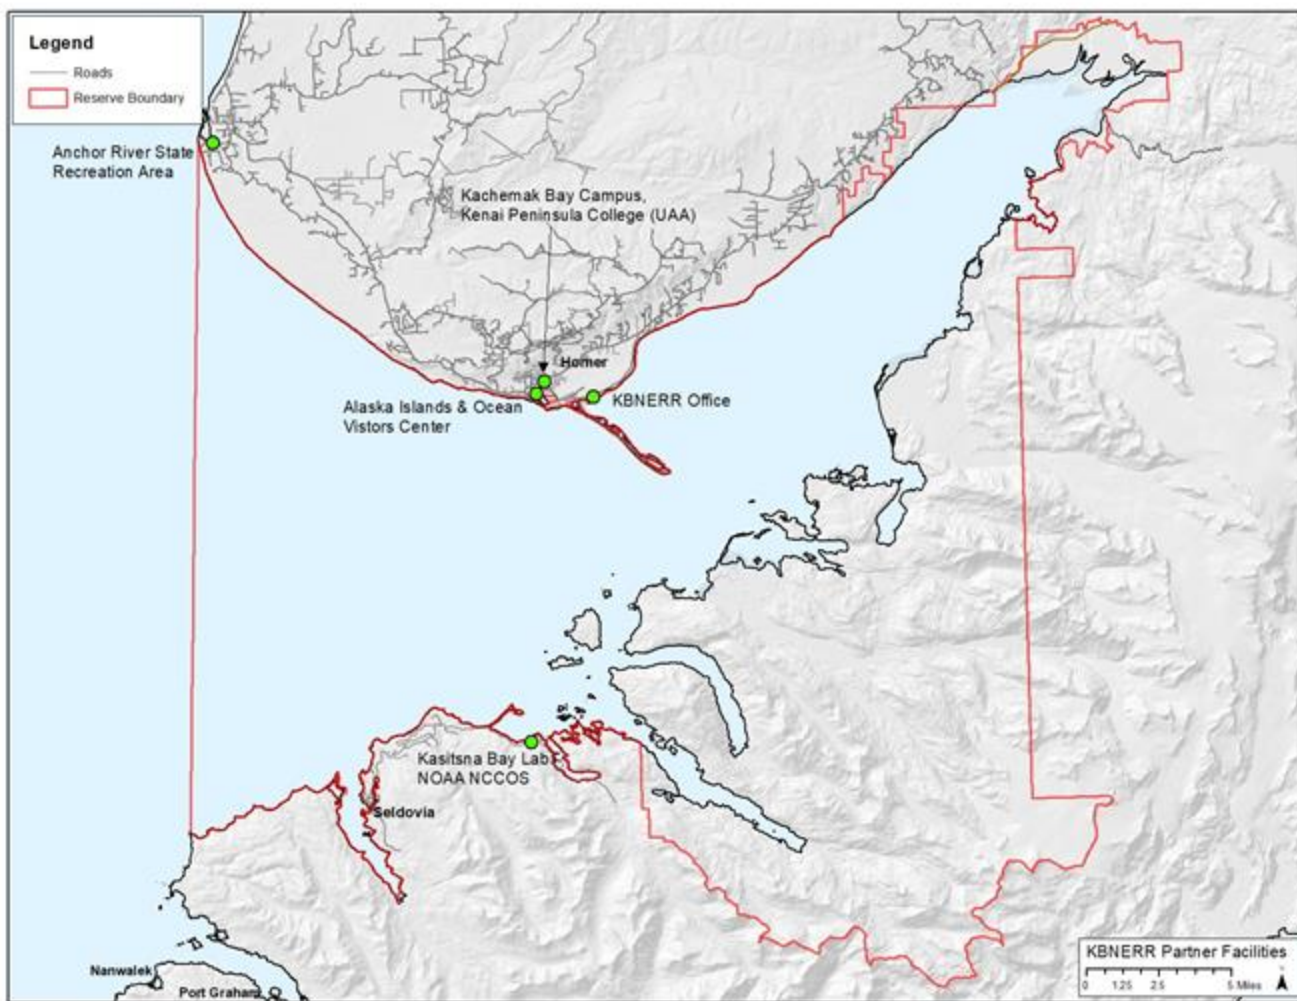 Legend
Roads
Reserve Boundary
Anchor River State
Recreation Area
Kachemak Bay Campus,
Kenai Peninsula College (UAA)
Homer
Alaska Islands & Ocean
Vistors Center
KBNERR Office
Kasitsna Bay Lab
NOAA NCCOS
Seldovia
Nanwalek
Port Graham
KBNERR Partner Facilities
0 1.25 2.5 5 Miles